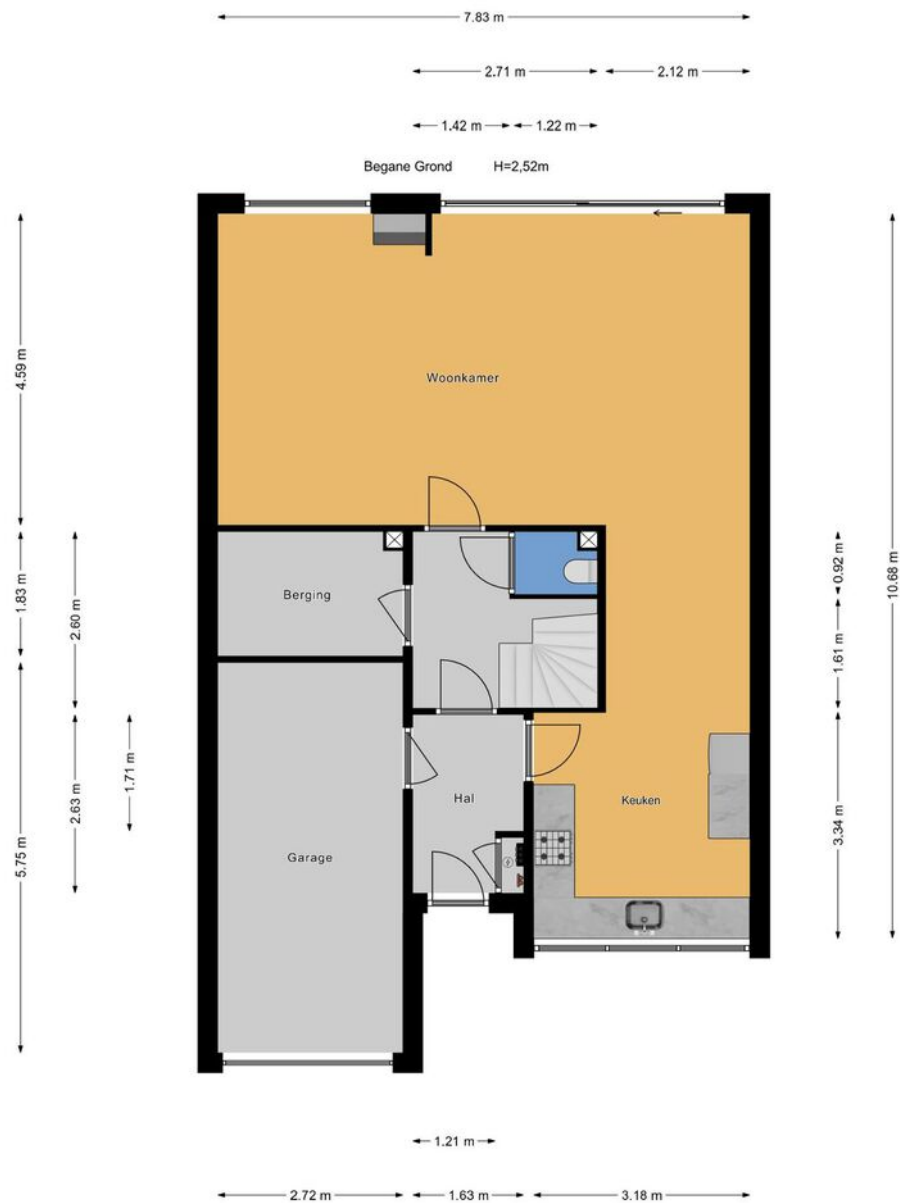 7.83 m
2.71 m 2.12 m
1.42 m 1.22 m
Begane Grond H=2,52m
4.59 m
Woonkamer
10.68 m
1.83 m
2.60 m
Berging
0.92 m
1.61 m
5.75 m
2.63 m
1.71 m
Garage
Hal
Keuken
3.34 m
1.21 m
2.72 m 1.63 m 3.18 m